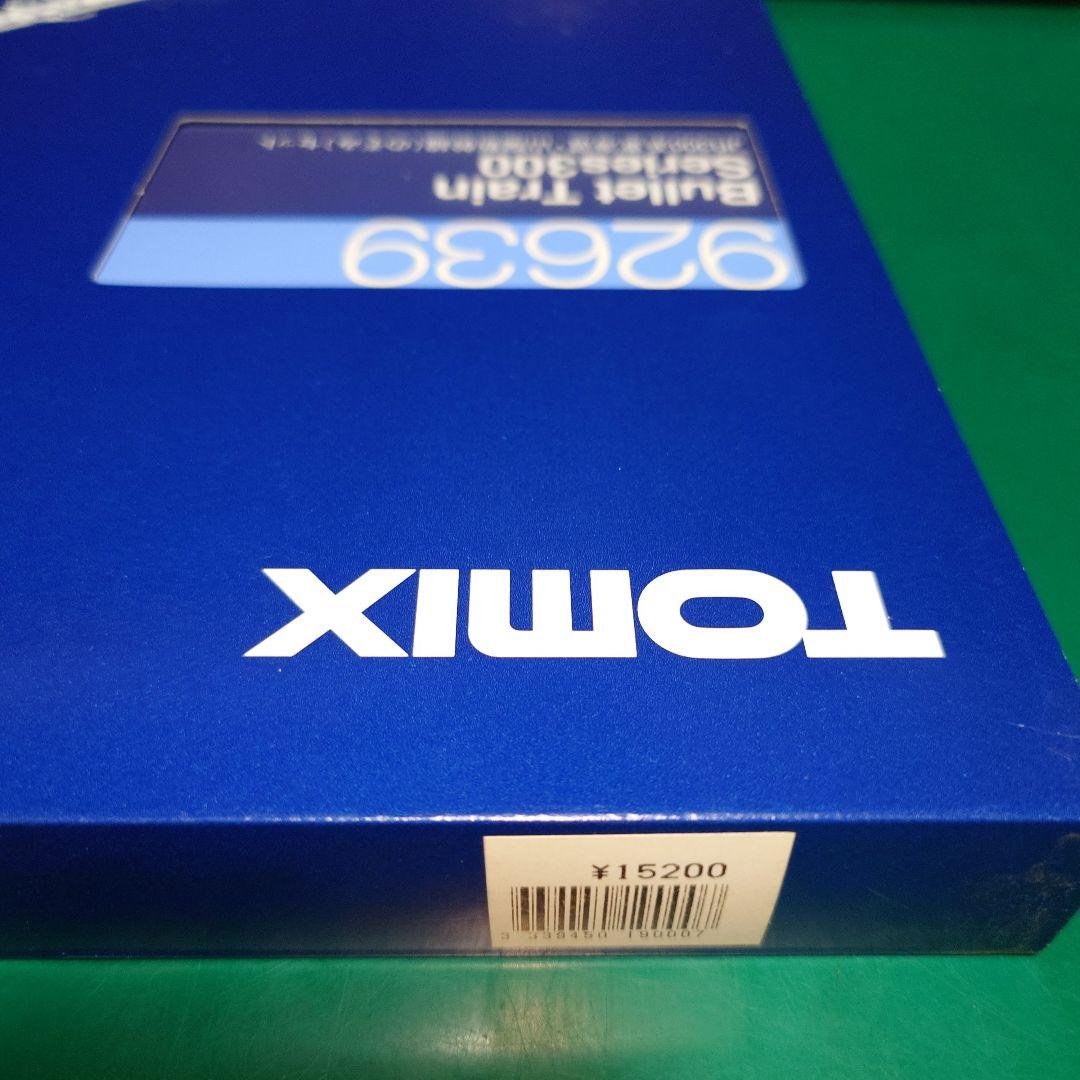 92639
Bullet Train
Series300
TOMIX
¥15200